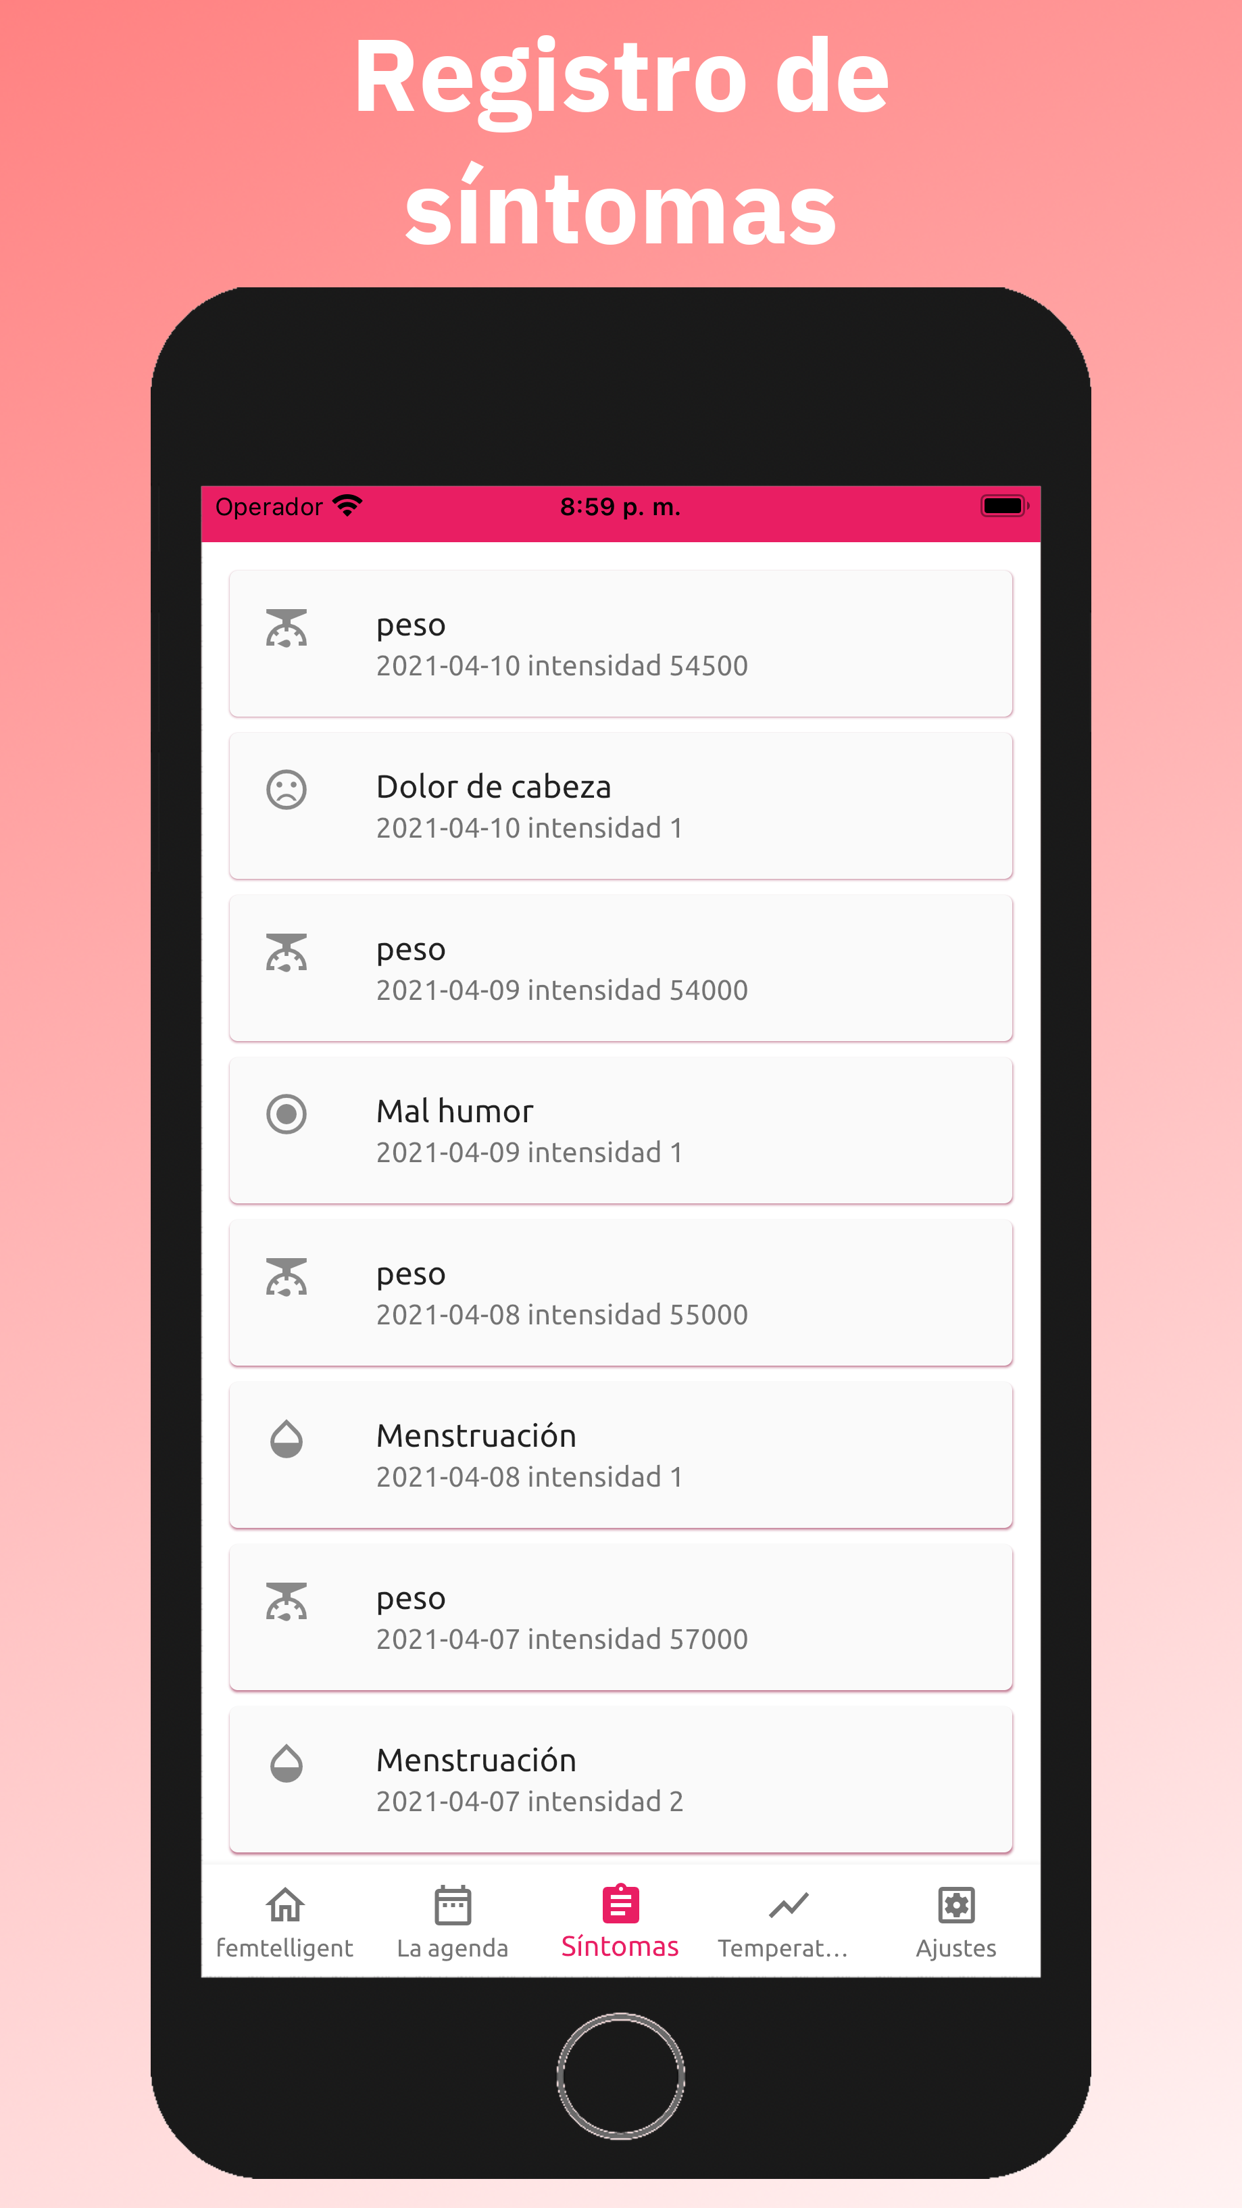 Registro de
síntomas
Operador 8:59 p. m.
peso
2021-04-10 intensidad 54500
Dolor de cabeza
2021-04-10 intensidad 1
peso
2021-04-09 intensidad 54000
Mal humor
2021-04-09 intensidad 1
peso
2021-04-08 intensidad 55000
Menstruación
2021-04-08 intensidad 1
peso
2021-04-07 intensidad 57000
Menstruación
2021-04-07 intensidad 2
femtelligent La agenda Síntomas Temperat... Ajustes